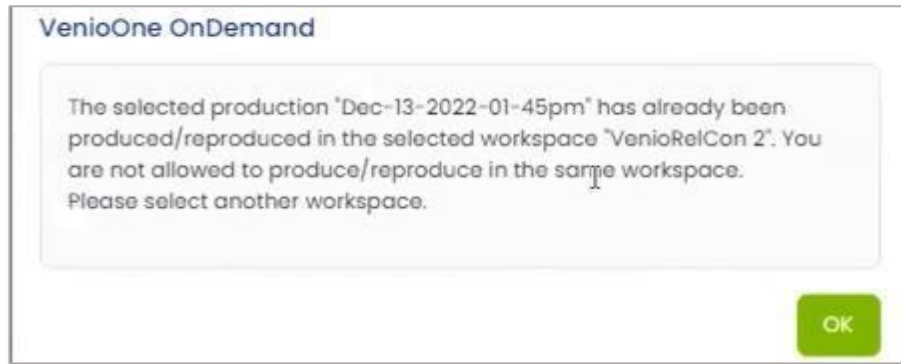 VenioOne OnDemand
The selected production "Dec-13-2022-01-45pm" has already been
produced/reproduced in the selected workspace "VenioRelCon 2". You
are not allowed to produce/reproduce in the same workspace.
Please select another workspace.
OK